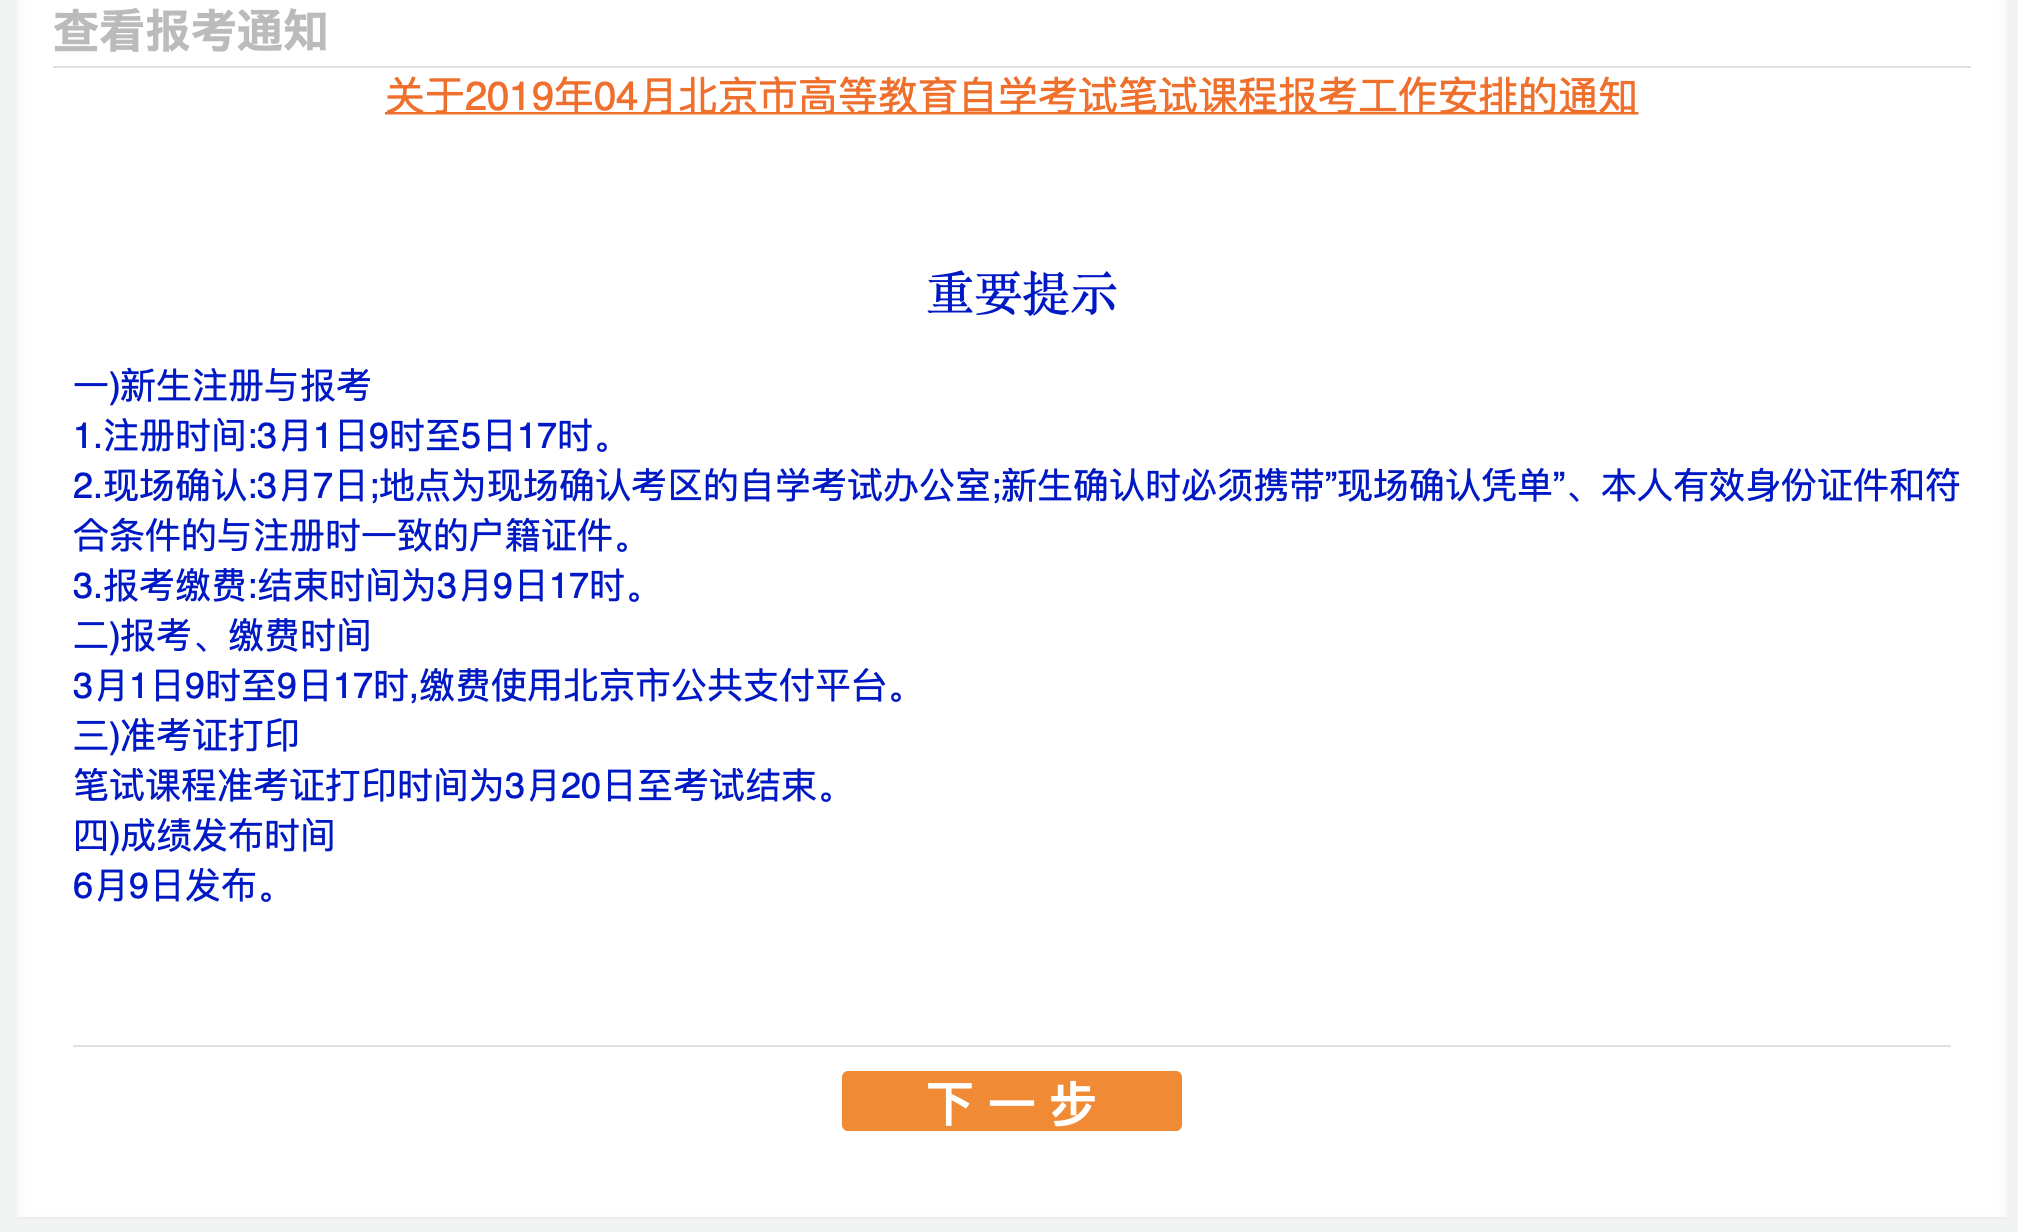 查看报考通知
关于2019年04月北京市高等教育自学考试笔试课程报考工作安排的通知
重要提示
一)新生注册与报考
1.注册时间:3月1日9时至5日17时。
2.现场确认:3月7日;地点为现场确认考区的自学考试办公室;新生确认时必须携带”现场确认凭单”、本人有效身份证件和符
合条件的与注册时一致的户籍证件。
3.报考缴费:结束时间为3月9日17时。
二)报考、缴费时间
3月1日9时至9日17时,缴费使用北京市公共支付平台。
三)准考证打印
笔试课程准考证打印时间为3月20日至考试结束。
四)成绩发布时间
6月9日发布。
下一步